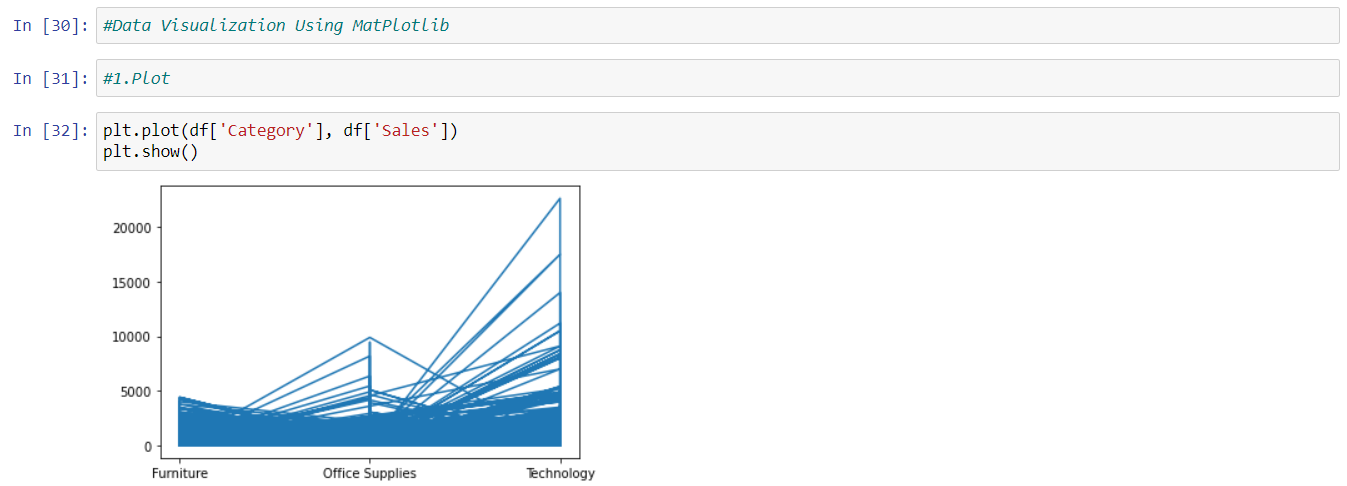 In [30]: #Data Visualization Using MatPlotlib
In [31]: #1.Plot
In [32]: plt.plot(df['Category'], df['Sales'])
plt.show()
20000
15000
10000
5000
0
Furniture Office Supplies Technology